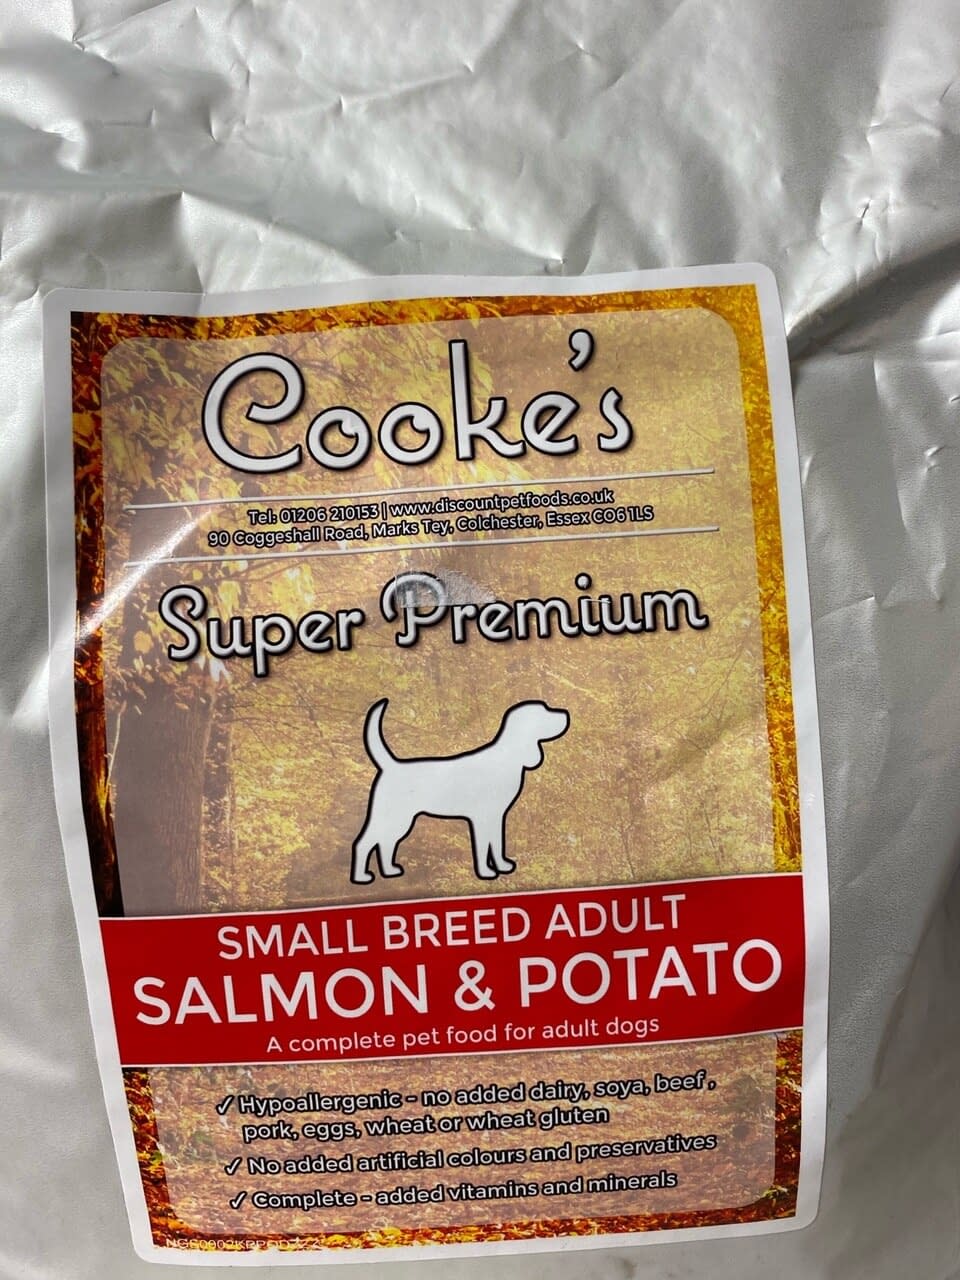 Cooke's
Tel: 01206 210153 | www.discountpetfoods.co.uk
90 Coggeshall Road, Marks Tey, Colchester, Essex CO6 1LS
Super Premium
SMALL BREED ADULT
SALMON & POTATO
A complete pet food for adult dogs
✓ Hypoallergenic - no added dairy, soya, beef,
pork, eggs, wheat or wheat gluten
✓ No added artificial colours and preservatives
✓ Complete - added vitamins and minerals